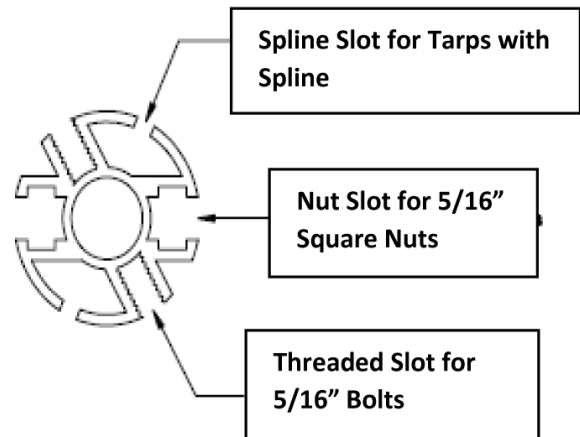 Spline Slot for Tarps with
Spline
Nut Slot for 5/16”
Square Nuts
Threaded Slot for
5/16” Bolts